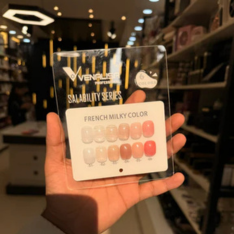 VENALISA
SALABILITY SERIES
FRENCH MILKY COLOR